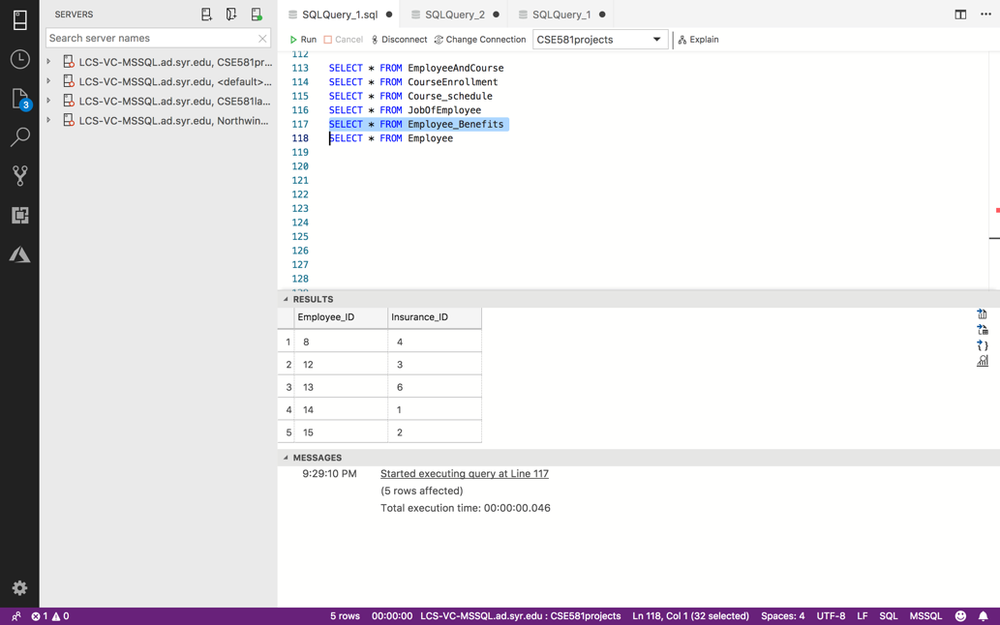 SERVERS
Search server names
LCS-VC-MSSQL.ad.syr.edu, CSE581pr...
LCS-VC-MSSQL.ad.syr.edu, <default>...
LCS-VC-MSSQL.ad.syr.edu, CSE581la...
LCS-VC-MSSQL.ad.syr.edu, Northwin...
3
SQLQuery_1.sql SQLQuery_2 SQLQuery_1
Run Cancel Disconnect Change Connection CSE581projects Explain
112
113 SELECT * FROM EmployeeAndCourse
114 SELECT * FROM CourseEnrollment
115 SELECT * FROM Course_schedule
116 SELECT * FROM JobOfEmployee
117 SELECT * FROM Employee_Benefits
118 SELECT * FROM Employee
119
120
121
122
123
124
125
126
127
128
RESULTS
Employee_ID Insurance_ID
1 8 4
2 12 3
3 13 6
4 14 1
5 15 2
MESSAGES
9:29:10 PM Started executing query at Line 117
(5 rows affected)
Total execution time: 00:00:00.046
1 0 5 rows 00:00:00 LCS-VC-MSSQL.ad.syr.edu : CSE581projects Ln 118, Col 1 (32 selected) Spaces: 4 UTF-8 LF SQL MSSQL